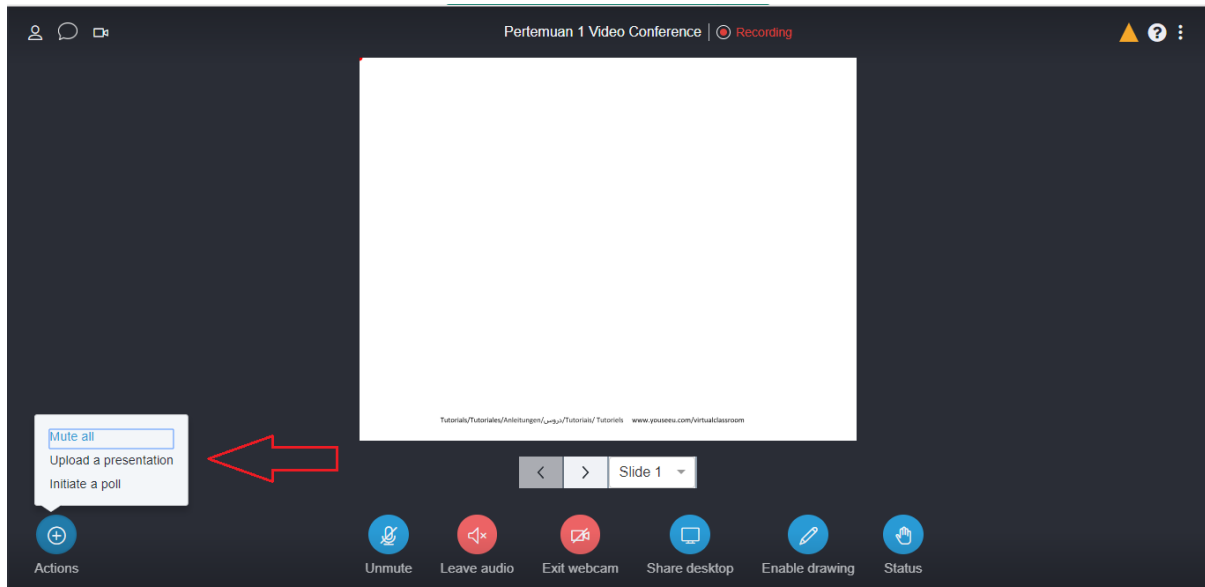 Pertemuan 1 Video Conference | Recording
Tutorials/Tutoriales/Anleitungen/دروس/Tutoriais/ Tutoriels www.youseeu.com/virtualclassroom
Mute all
Upload a presentation
Initiate a poll
Slide 1
Actions
Unmute
Leave audio
Exit webcam
Share desktop
Enable drawing
Status